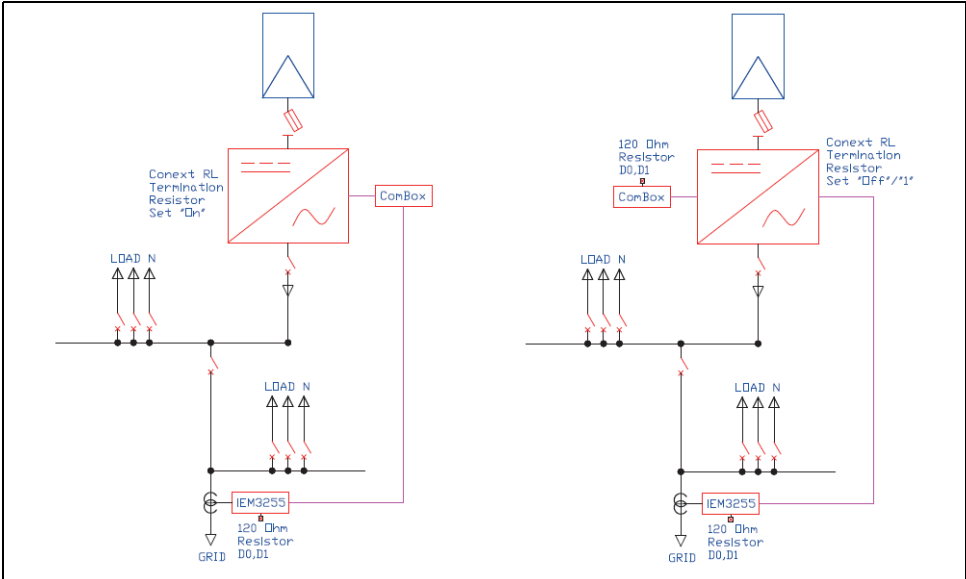 Conext RL
Termination
Resistor
Set "On"
ComBox
LOAD N
LOAD N
IEM3255
120 Ohm
Resistor
D0,D1
GRID
120 Ohm
Resistor
D0,D1
ComBox
Conext RL
Termination
Resistor
Set "Off"/"1"
LOAD N
LOAD N
IEM3255
120 Ohm
Resistor
D0,D1
GRID